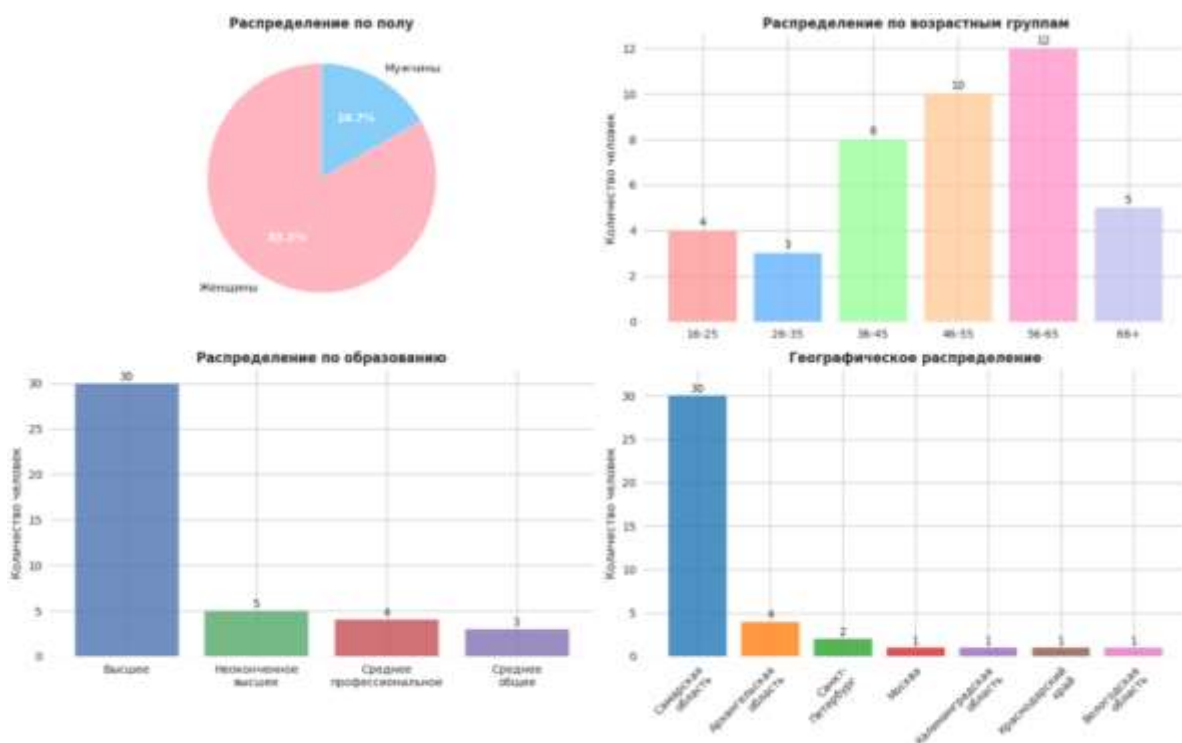 Распределение по полу
Мужчины
16.7%
Женщины
Распределение по возрастным группам
Количество человек
12
10
8
6
4
2
0
4
3
8
10
12
5
16-25
26-35
36-45
46-55
56-65
66+
Распределение по образованию
Количество человек
30
25
20
15
10
5
0
30
5
4
3
Высшее
Неоконченное
высшее
Среднее
профессиональное
Среднее
общее
Географическое распределение
Количество человек
30
25
20
15
10
5
0
30
4
2
1
1
1
1
Самарская
область
Архангельская
область
Санкт-
Петербург
Москва
Калининградская
область
Краснодарский
край
Вологодская
область